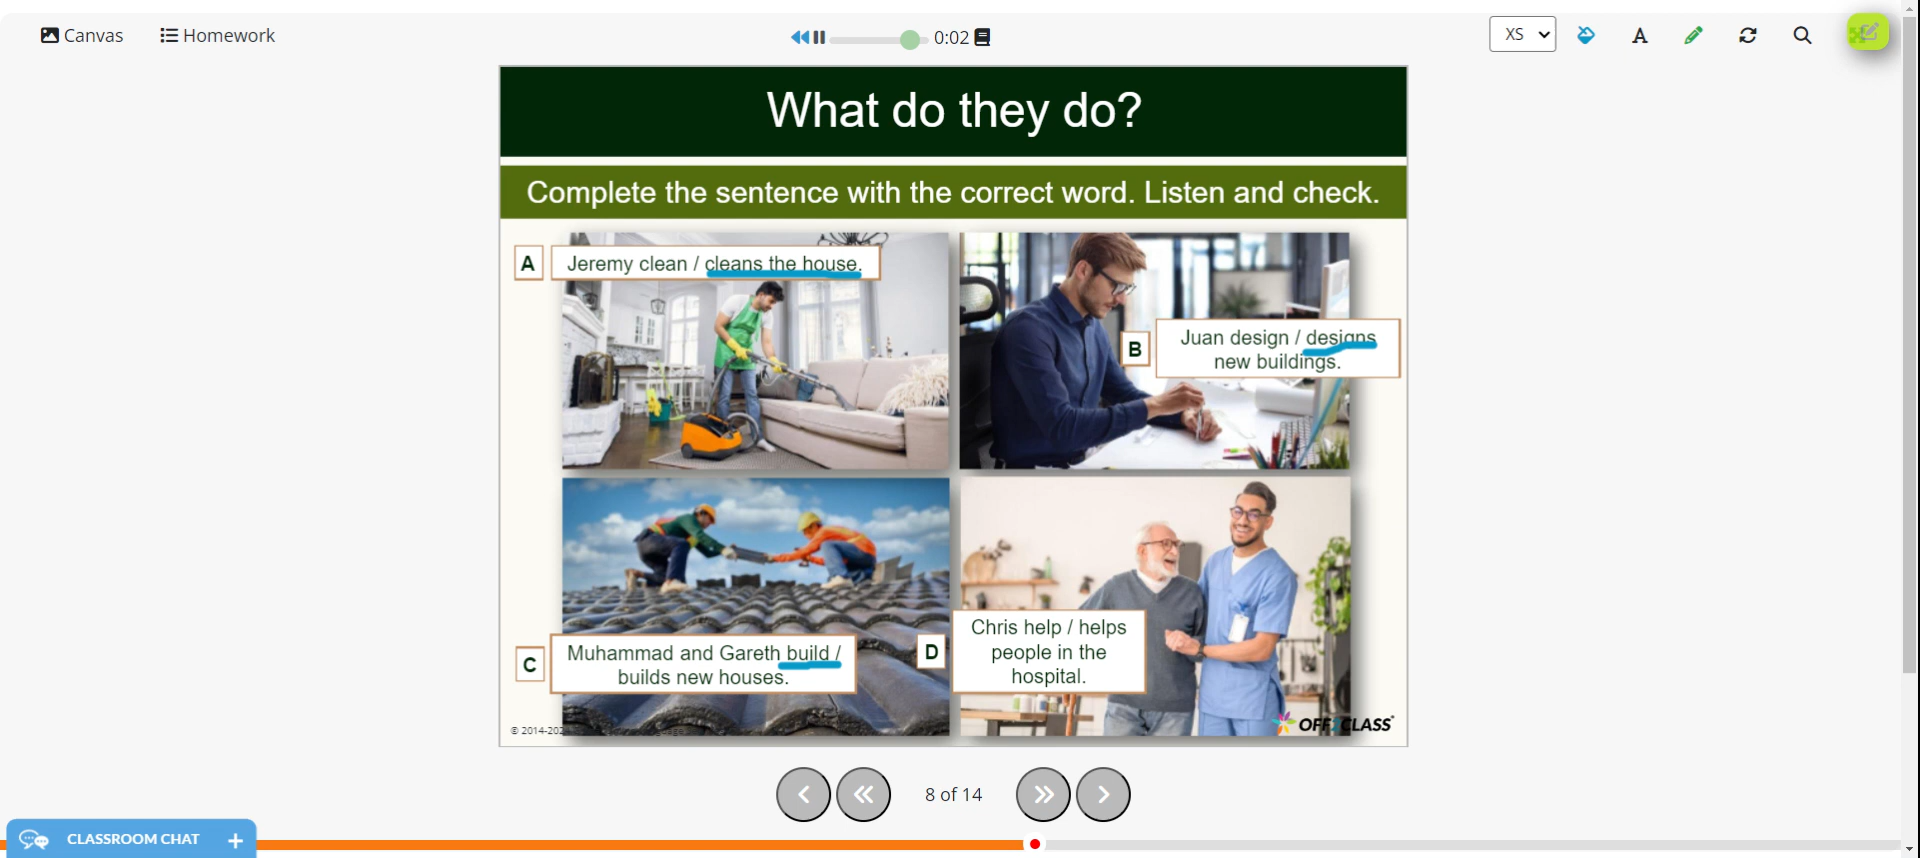 Canvas
Homework
0:02
XS
A
What do they do?
Complete the sentence with the correct word. Listen and check.
A
Jeremy clean / cleans the house.
B
Juan design / designs
new buildings.
C
Muhammad and Gareth build /
builds new houses.
D
Chris help / helps
people in the
hospital.
© 2014-202
OFF2CLASS
8 of 14
CLASSROOM CHAT +